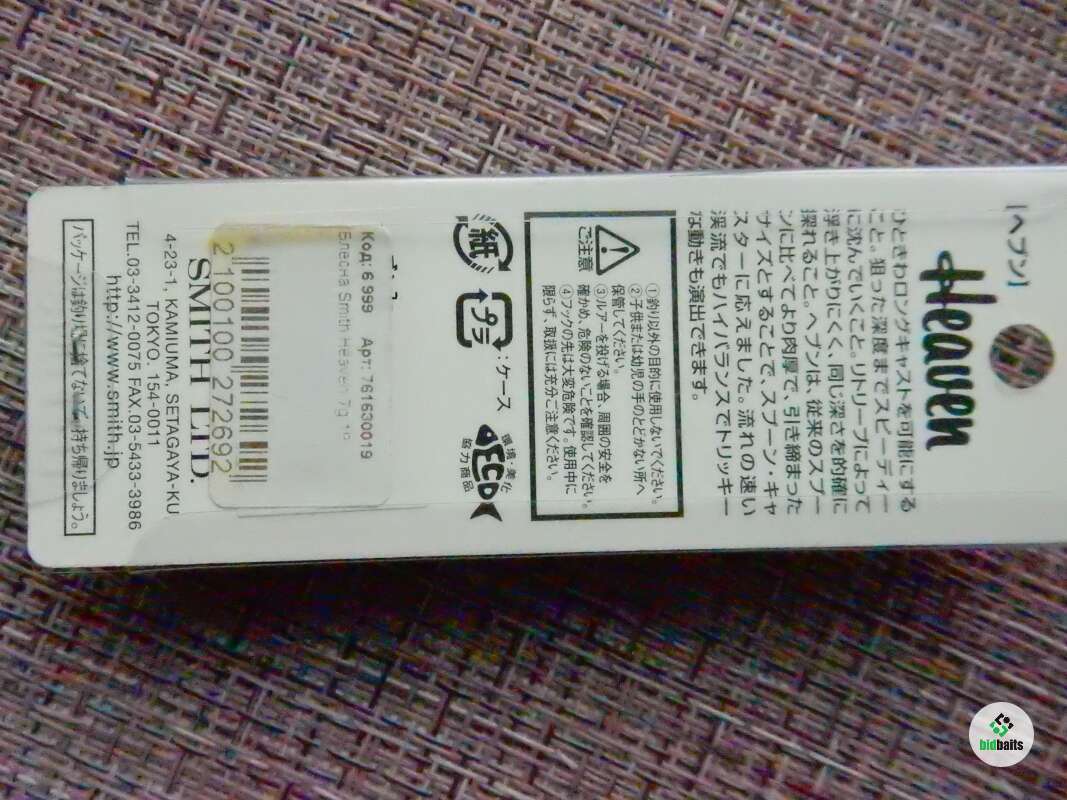 【ヘブン】
Heaven
ひときわロングキャストを可能にする
こと。狙った深度までスピーディー
に沈んでいくこと。リトリーブによって
浮き上がりにくく、同じ深さを的確に
探れること。ヘブンは、従来のスプー
ンに比べてより肉厚で、引き締まった
サイズとすることで、スプーン・キャ
スターに応えました。流れの速い
渓流でもハイバランスでトリッキー
な動きも演出できます。
ご注意
①釣り以外の目的に使用しないでください。
②子供または幼児の手のとどかない所へ
保管してください。
③ルアーを投げる場合、周囲の安全を
確かめ、危険のないことを確認してください。
④フックの先は大変危険です。使用中に
限らず、取扱には充分ご注意ください。
紙
プラ
:ケース
環境・美化
DECO
協力商品
Код: 6 999 Арт: 761630019
Блесна Smith Heaven 7g
2 100100 272692
SMITH LTD.
4-23-1, KAMIUMA, SETAGAYA-KU
TOKYO, 154-0011
TEL.03-3412-0075 FAX.03-5433-3986
http://www.smith.jp
パッケージは釣り場に捨てないで、持ち帰りましょう。
bidbaits